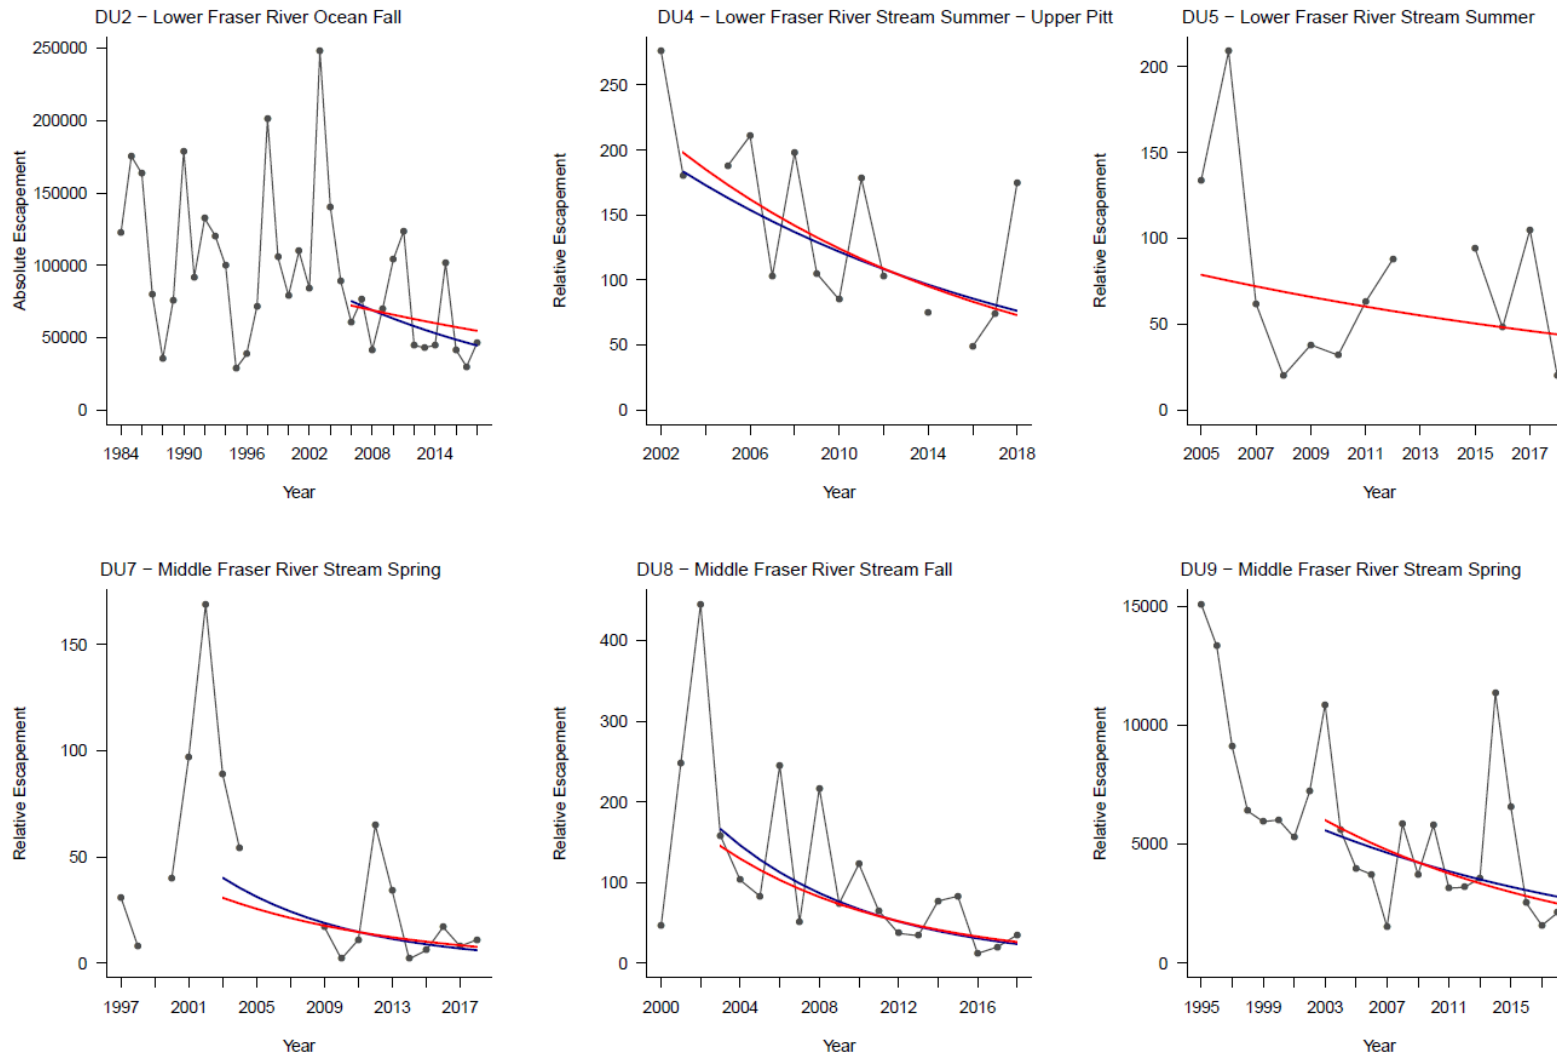 DU2 − Lower Fraser River Ocean Fall
Absolute Escapement
250000
200000
150000
100000
50000
0
1984 1990 1996 2002 2008 2014
Year
DU4 − Lower Fraser River Stream Summer − Upper Pitt
Relative Escapement
250
200
150
100
50
0
2002 2006 2010 2014 2018
Year
DU5 − Lower Fraser River Stream Summer
Relative Escapement
200
150
100
50
0
2005 2007 2009 2011 2013 2015 2017
Year
DU7 − Middle Fraser River Stream Spring
Relative Escapement
150
100
50
0
1997 2001 2005 2009 2013 2017
Year
DU8 − Middle Fraser River Stream Fall
Relative Escapement
400
300
200
100
0
2000 2004 2008 2012 2016
Year
DU9 − Middle Fraser River Stream Spring
Relative Escapement
15000
10000
5000
0
1995 1999 2003 2007 2011 2015
Year